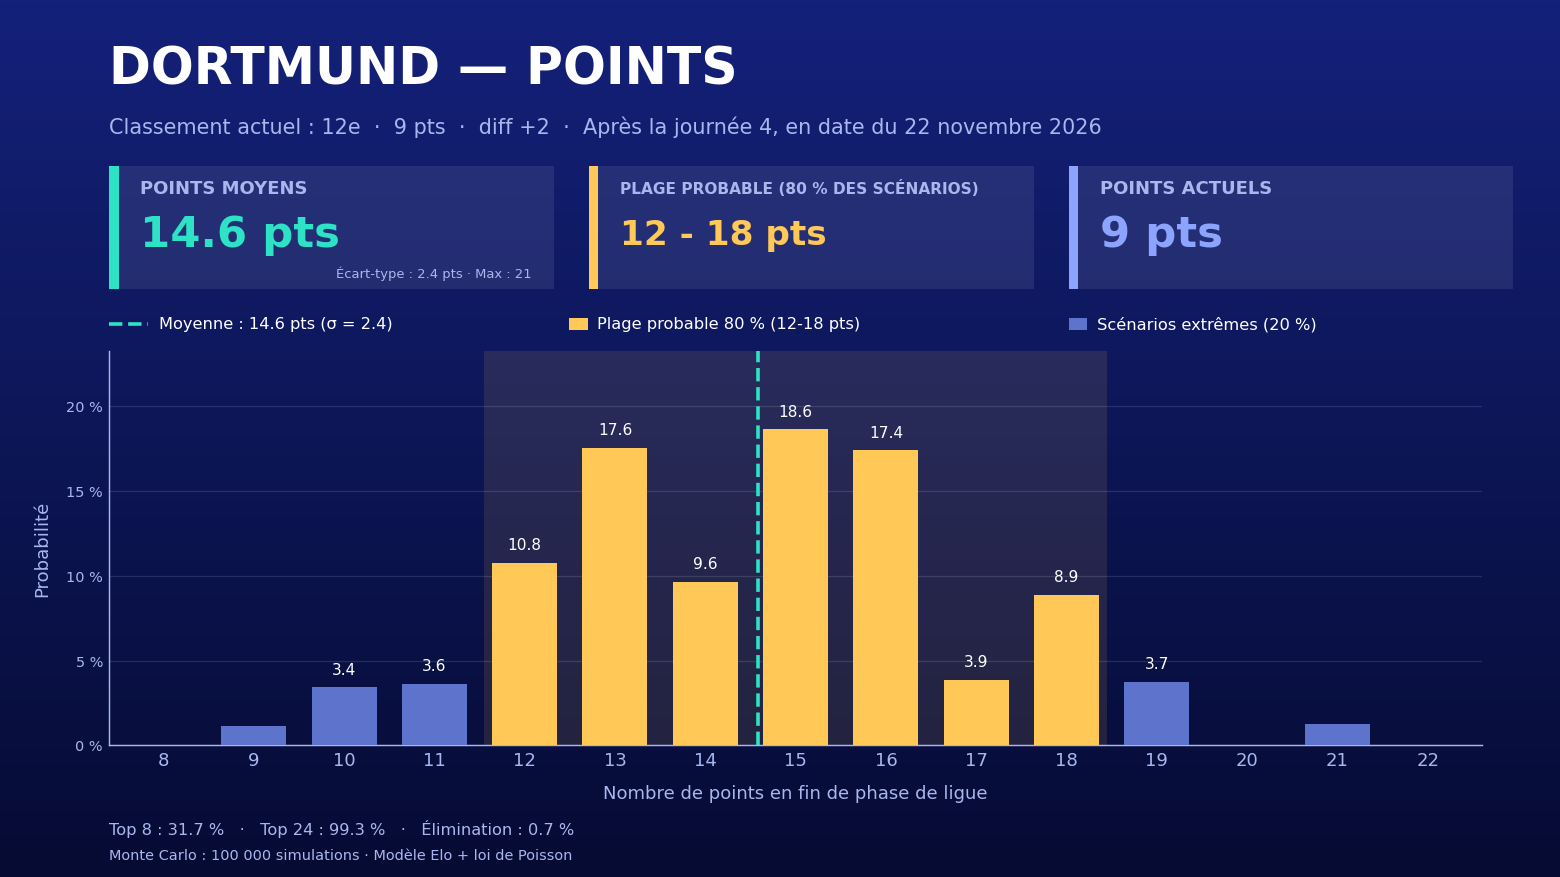 DORTMUND — POINTS
Classement actuel : 12e · 9 pts · diff +2 · Après la journée 4, en date du 22 novembre 2026
POINTS MOYENS
14.6 pts
Écart-type : 2.4 pts · Max : 21
PLAGE PROBABLE (80 % DES SCÉNARIOS)
12 - 18 pts
POINTS ACTUELS
9 pts
Moyenne : 14.6 pts (σ = 2.4)
Plage probable 80 % (12-18 pts)
Scénarios extrêmes (20 %)
Probabilité
20 %
15 %
10 %
5 %
0 %
3.4
3.6
10.8
17.6
9.6
18.6
17.4
3.9
8.9
3.7
8 9 10 11 12 13 14 15 16 17 18 19 20 21 22
Nombre de points en fin de phase de ligue
Top 8 : 31.7 % · Top 24 : 99.3 % · Élimination : 0.7 %
Monte Carlo : 100 000 simulations · Modèle Elo + loi de Poisson